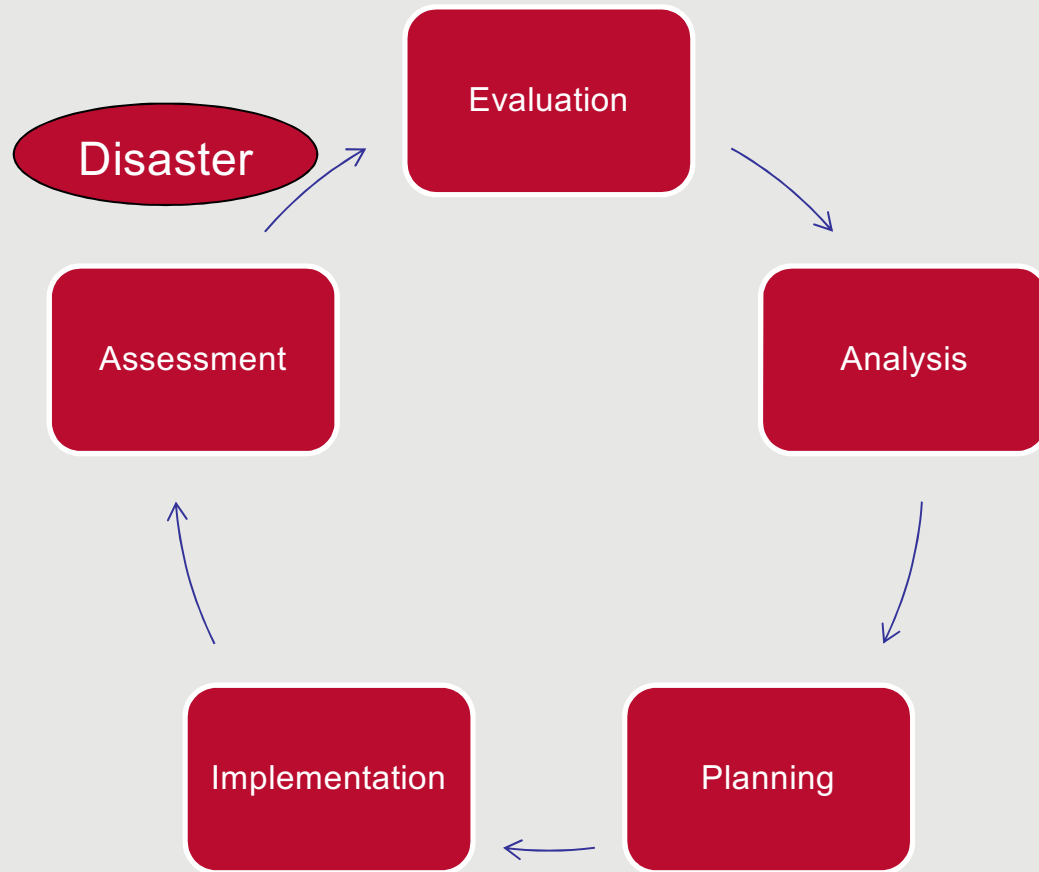 Evaluation
Disaster
Assessment
Analysis
Implementation
Planning